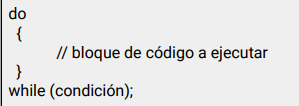 do
{
// bloque de código a ejecutar
}
while (condición);